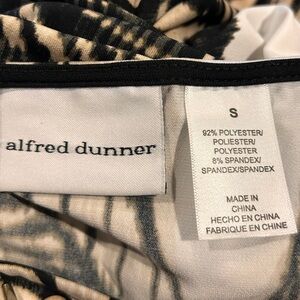 alfred dunner
S
92% POLYESTER/
POLIESTER/
POLYESTER
8% SPANDEX/
SPANDEX/SPANDEX
MADE IN
CHINA
HECHO EN CHINA
FABRIQUE EN CHINE